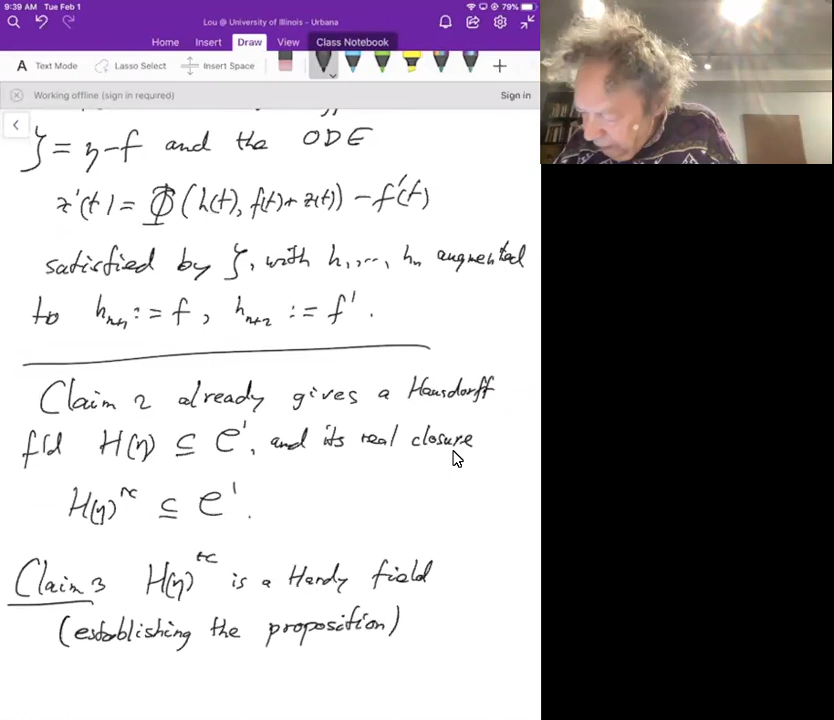 9:39 AM Tue Feb 1
79%
Lou @ University of Illinois - Urbana
Home Insert Draw View Class Notebook
A Text Mode Lasso Select Insert Space
Working offline (sign in required) Sign in
ζ = η - f and the ODE
z'(t) = Φ(h(t), f(t) + z(t)) - f'(t)
satisfied by ζ, with h₁, ..., hₙ augmented
to hₙ₊₁ := f, hₙ₊₂ := f'.
Claim 2 already gives a Hausdorff
f'ld H(η) ⊆ C', and its real closure
H(η)^rc ⊆ C'.
Claim 3 H(η)^rc is a Hardy field
(establishing the proposition)